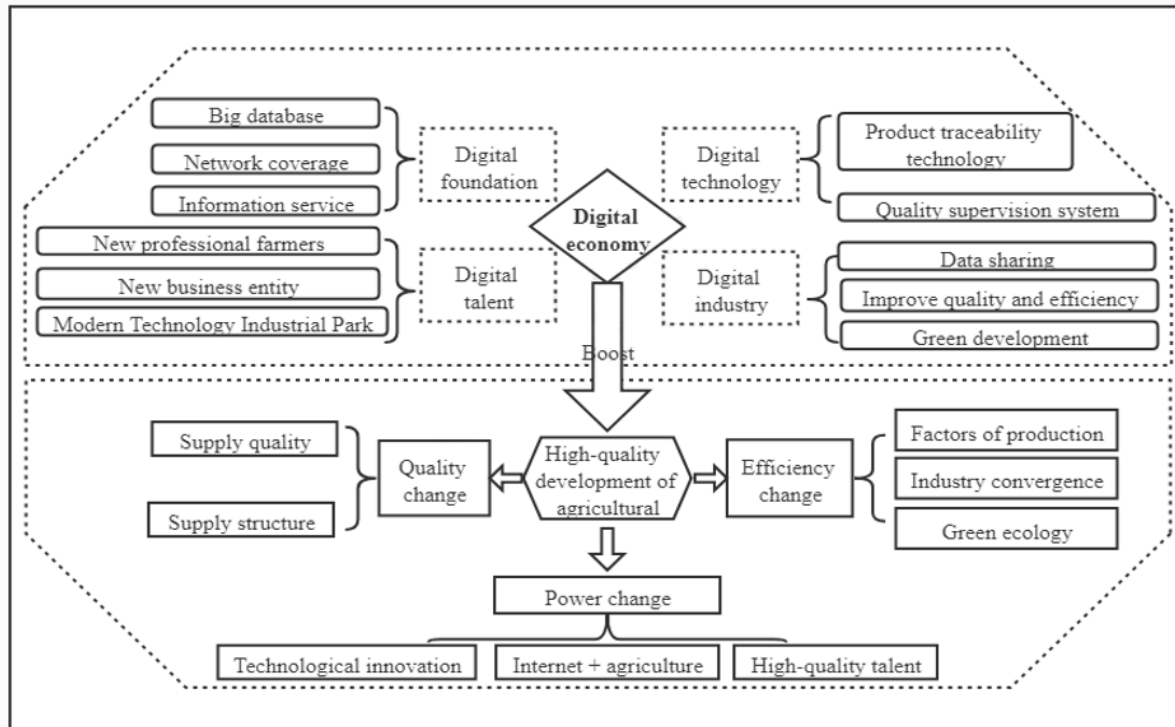 Big database
Network coverage
Information service
Digital
foundation
New professional farmers
New business entity
Modern Technology Industrial Park
Digital
talent
Digital
economy
Digital
technology
Product traceability
technology
Quality supervision system
Digital
industry
Data sharing
Improve quality and efficiency
Green development
Boost
Supply quality
Supply structure
Quality
change
High-quality
development of
agricultural
Efficiency
change
Factors of production
Industry convergence
Green ecology
Power change
Technological innovation
Internet + agriculture
High-quality talent